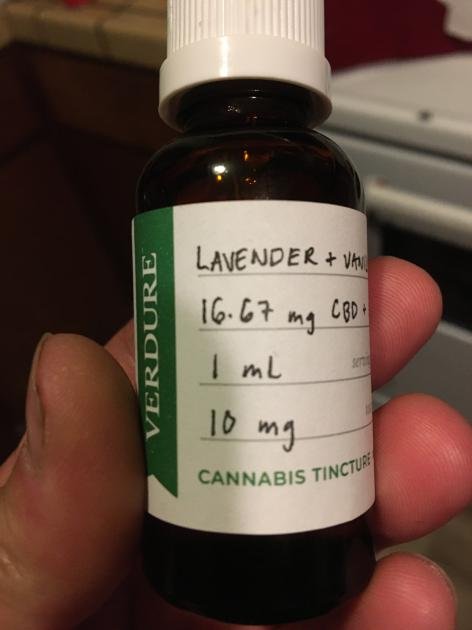 VERDURE
LAVENDER +
16.67 mg CBD +
1 mL
10 mg
CANNABIS TINCTURE